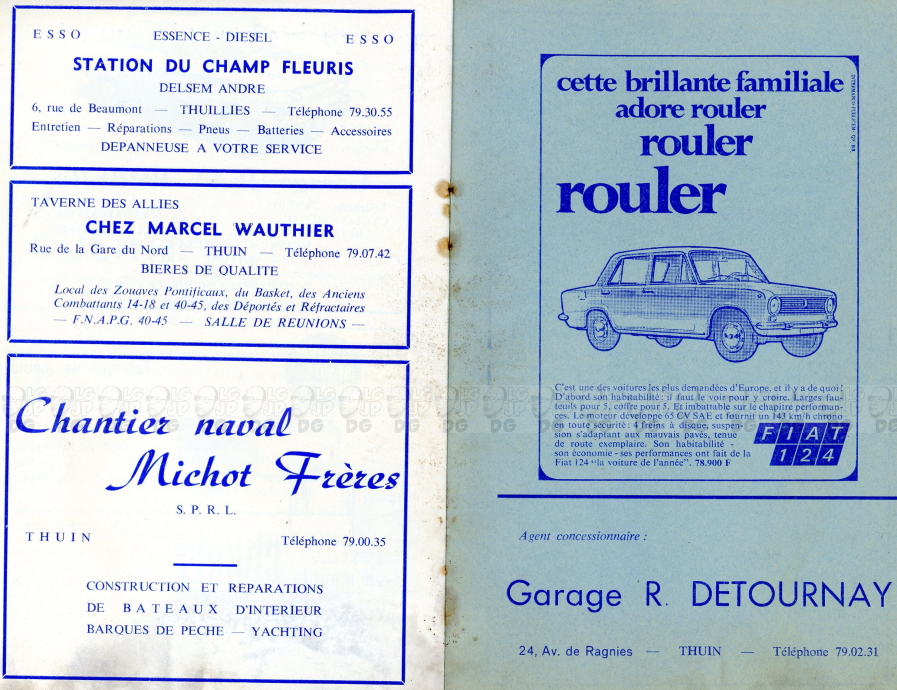 ESSO ESSENCE - DIESEL ESSO
STATION DU CHAMP FLEURIS
DELSEM ANDRE
6, rue de Beaumont — THUILLIES — Téléphone 79.30.55
Entretien — Réparations — Pneus — Batteries — Accessoires
DEPANNEUSE A VOTRE SERVICE
TAVERNE DES ALLIES
CHEZ MARCEL WAUTHIER
Rue de la Gare du Nord — THUIN — Téléphone 79.07.42
BIERES DE QUALITE
Local des Zouaves Pontificaux, du Basket, des Anciens
Combattants 14-18 et 40-45, des Déportés et Réfractaires
— F.N.A.P.G. 40-45 — SALLE DE REUNIONS —
Chantier naval
Michot Frères
S. P. R. L.
THUIN Téléphone 79.00.35
CONSTRUCTION ET REPARATIONS
DE BATEAUX D'INTERIEUR
BARQUES DE PECHE — YACHTING
cette brillante familiale
adore rouler
rouler
rouler
C'est une des voitures les plus demandées d'Europe, et il y a de quoi!
D'abord son habitabilité: il faut le voir pour y croire. Larges fau-
teuils pour 5, coffre pour 5. Et imbattable sur le chapitre performan-
ces. Le moteur développe 65 CV SAE et fournit un 143 km/h chrono
en toute sécurité: 4 freins à disque, suspen-
sion s'adaptant aux mauvais pavés, tenue
de route exemplaire. Son habitabilité -
son économie - ses performances ont fait de la
Fiat 124 "la voiture de l'année". 78.900 F
FIAT
124
Agent concessionnaire :
Garage R. DETOURNAY
24, Av. de Ragnies — THUIN — Téléphone 79.02.31